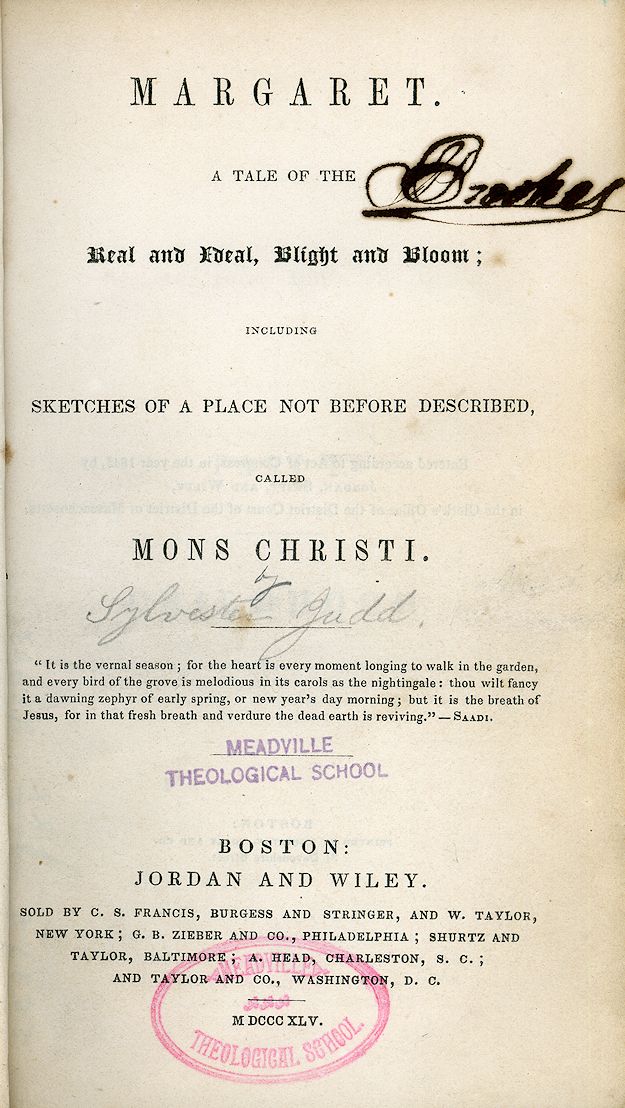 MARGARET.
A TALE OF THE
Brookes
Real and Ideal, Blight and Bloom;
INCLUDING
SKETCHES OF A PLACE NOT BEFORE DESCRIBED,
CALLED
MONS CHRISTI.
by
Sylvester Judd.
“It is the vernal season; for the heart is every moment longing to walk in the garden,
and every bird of the grove is melodious in its carols as the nightingale: thou wilt fancy
it a dawning zephyr of early spring, or new year's day morning; but it is the breath of
Jesus, for in that fresh breath and verdure the dead earth is reviving.” — SAADI.
MEADVILLE
THEOLOGICAL SCHOOL
BOSTON:
JORDAN AND WILEY.
SOLD BY C. S. FRANCIS, BURGESS AND STRINGER, AND W. TAYLOR,
NEW YORK; G. B. ZIEBER AND CO., PHILADELPHIA; SHURTZ AND
TAYLOR, BALTIMORE; A. HEAD, CHARLESTON, S. C.;
AND TAYLOR AND CO., WASHINGTON, D. C.
MEADVILLE
M DCCC XLV.
THEOLOGICAL SCHOOL.